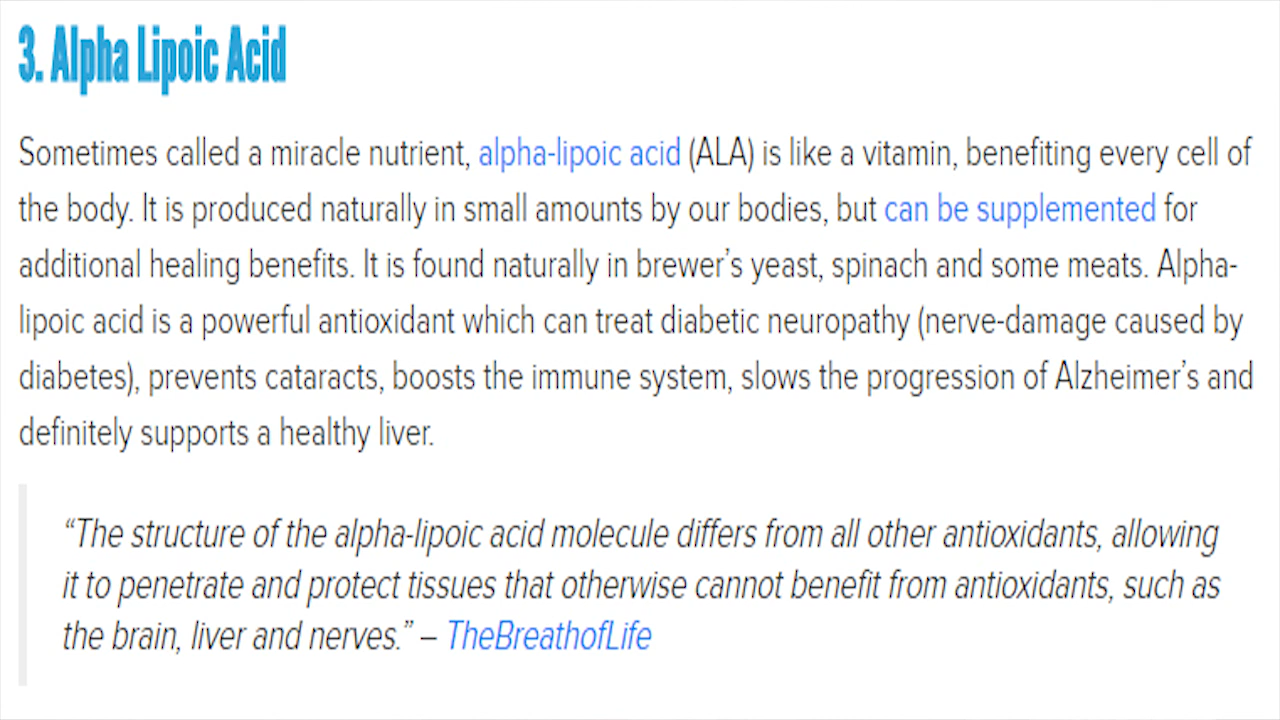 3. Alpha Lipoic Acid
Sometimes called a miracle nutrient, alpha-lipoic acid (ALA) is like a vitamin, benefiting every cell of
the body. It is produced naturally in small amounts by our bodies, but can be supplemented for
additional healing benefits. It is found naturally in brewer’s yeast, spinach and some meats. Alpha-
lipoic acid is a powerful antioxidant which can treat diabetic neuropathy (nerve-damage caused by
diabetes), prevents cataracts, boosts the immune system, slows the progression of Alzheimer’s and
definitely supports a healthy liver.
“The structure of the alpha-lipoic acid molecule differs from all other antioxidants, allowing
it to penetrate and protect tissues that otherwise cannot benefit from antioxidants, such as
the brain, liver and nerves.” – TheBreathofLife